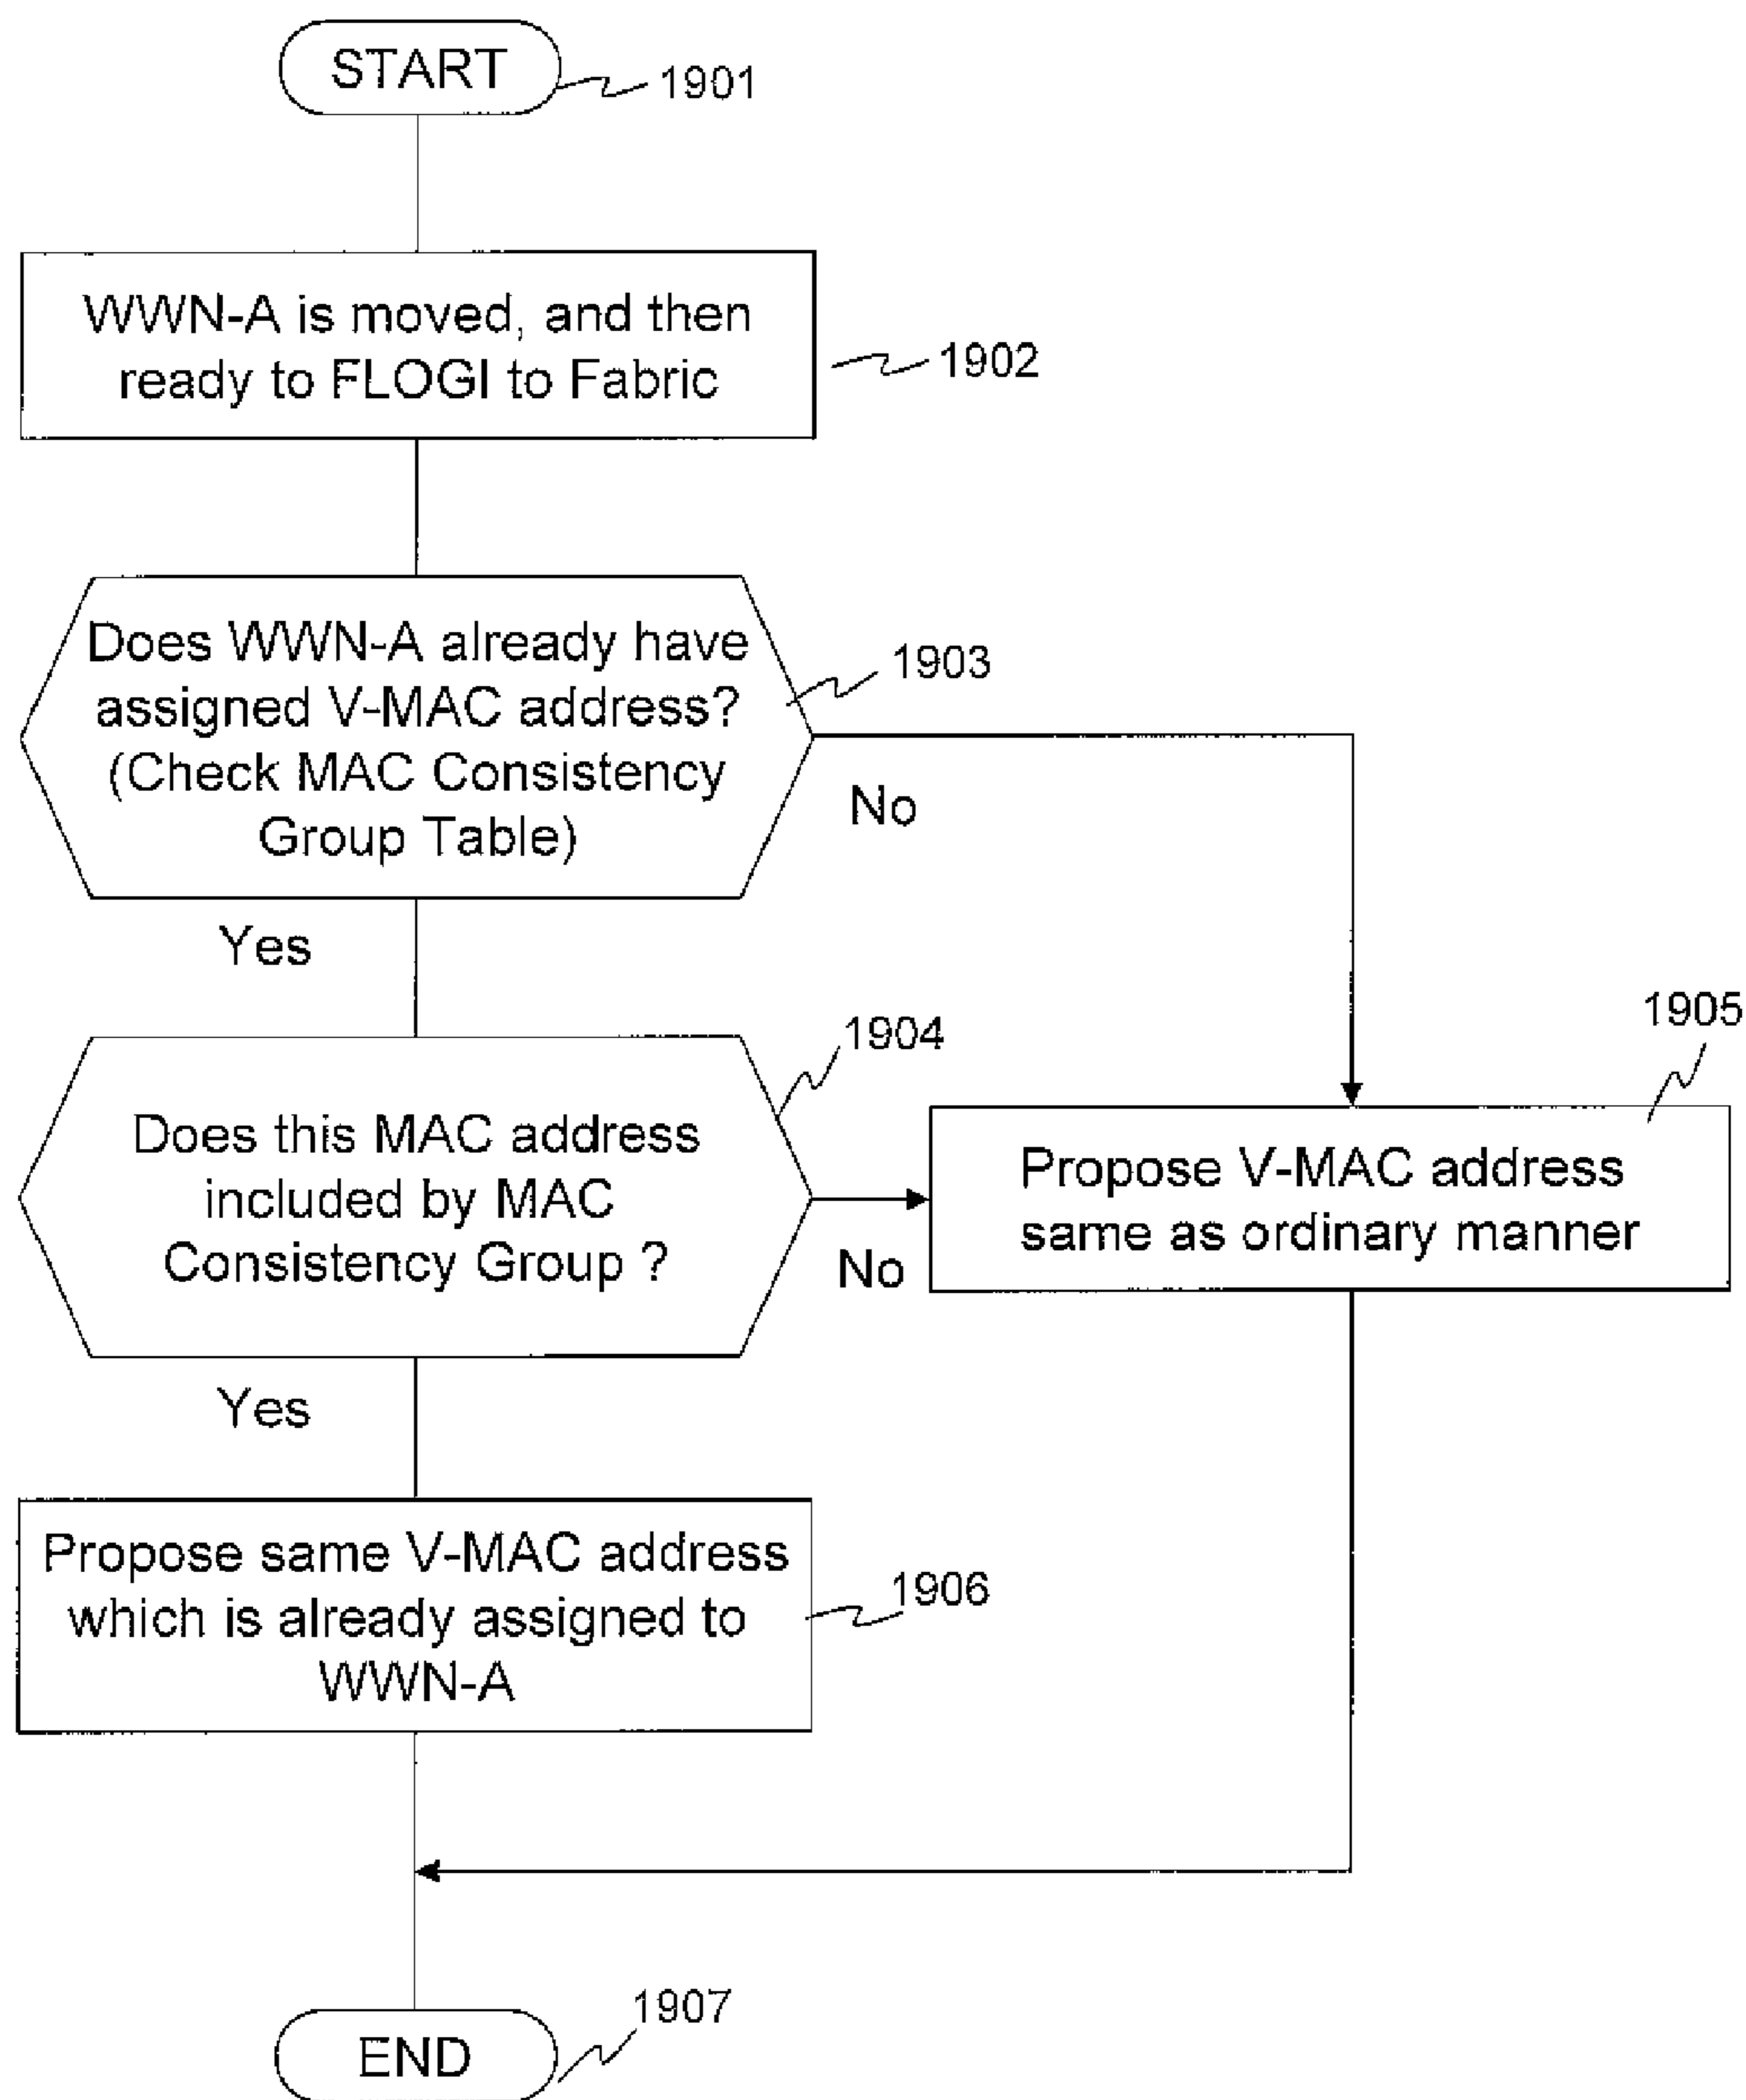 START
1901
WWN-A is moved, and then
ready to FLOGI to Fabric
1902
Does WWN-A already have
assigned V-MAC address?
(Check MAC Consistency
Group Table)
1903
No
Yes
1904
Does this MAC address
included by MAC
Consistency Group ?
No
1905
Propose V-MAC address
same as ordinary manner
Yes
Propose same V-MAC address
which is already assigned to
WWN-A
1906
END
1907